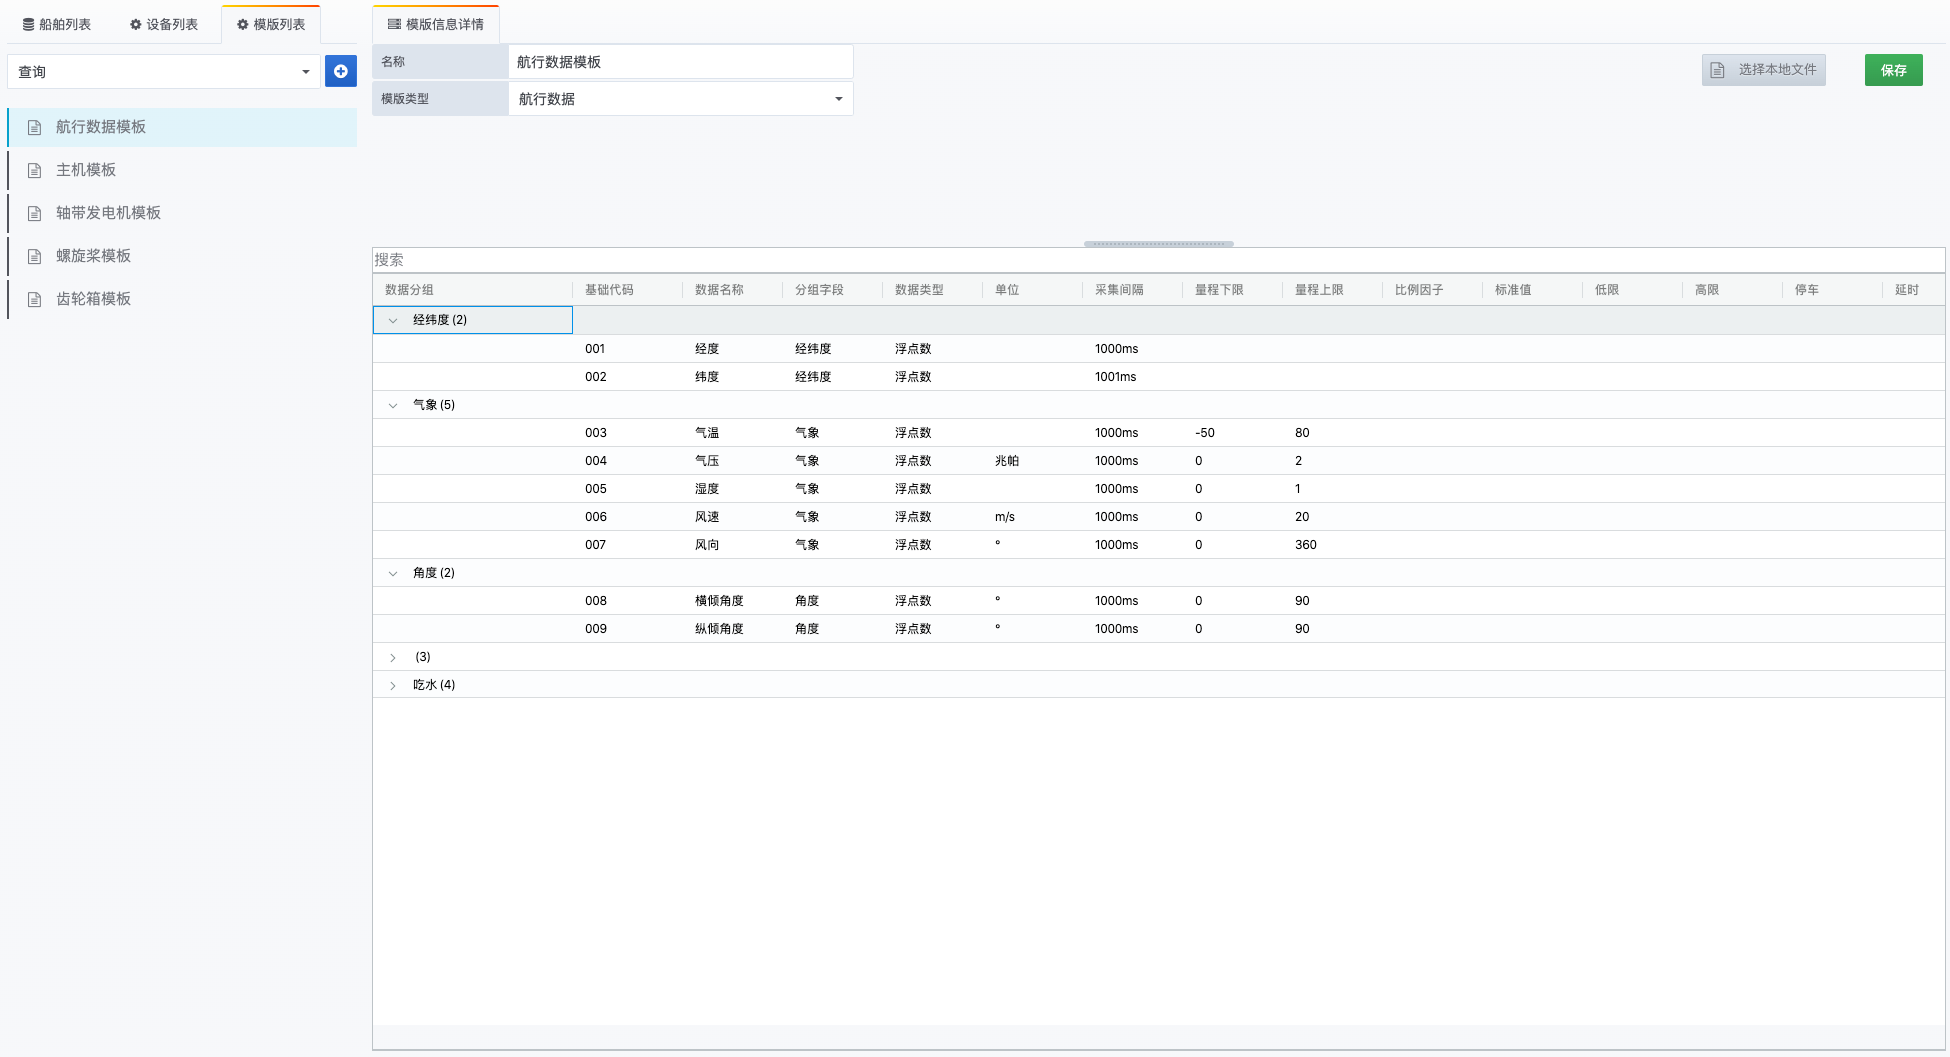 船舶列表 设备列表 模版列表 模版信息详情
查询
名称 航行数据模板
模版类型 航行数据
选择本地文件 保存
航行数据模板
主机模板
轴带发电机模板
螺旋桨模板
齿轮箱模板
搜索
数据分组 基础代码 数据名称 分组字段 数据类型 单位 采集间隔 量程下限 量程上限 比例因子 标准值 低限 高限 停车 延时
经纬度 (2)
001 经度 经纬度 浮点数 1000ms
002 纬度 经纬度 浮点数 1001ms
气象 (5)
003 气温 气象 浮点数 1000ms -50 80
004 气压 气象 浮点数 兆帕 1000ms 0 2
005 湿度 气象 浮点数 1000ms 0 1
006 风速 气象 浮点数 m/s 1000ms 0 20
007 风向 气象 浮点数 ° 1000ms 0 360
角度 (2)
008 横倾角度 角度 浮点数 ° 1000ms 0 90
009 纵倾角度 角度 浮点数 ° 1000ms 0 90
(3)
吃水 (4)